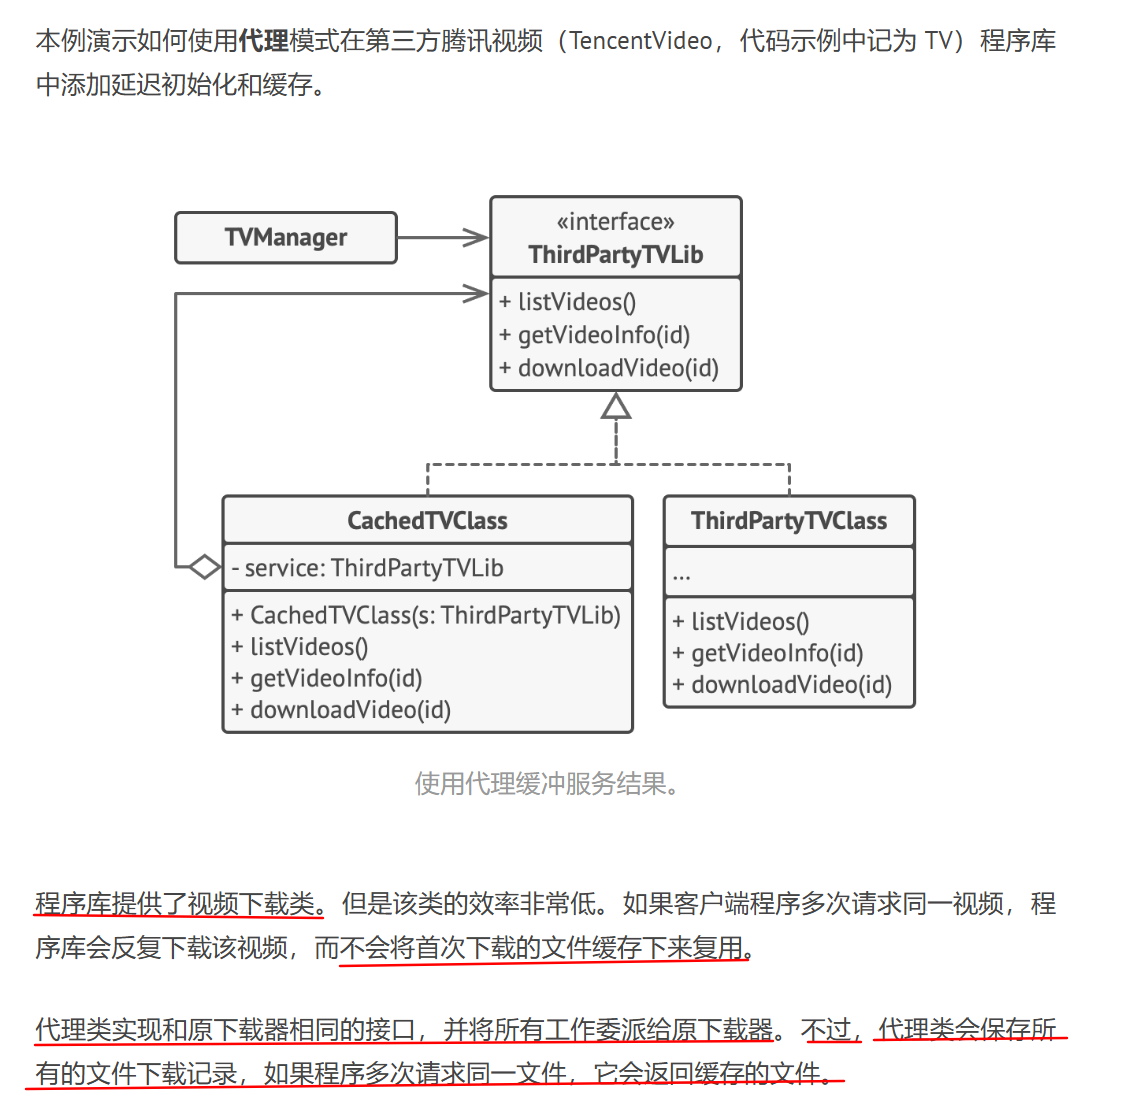 本例演示如何使用代理模式在第三方腾讯视频（TencentVideo，代码示例中记为 TV）程序库
中添加延迟初始化和缓存。
TVManager
«interface»
ThirdPartyTVLib
+ listVideos()
+ getVideoInfo(id)
+ downloadVideo(id)
CachedTVClass
- service: ThirdPartyTVLib
+ CachedTVClass(s: ThirdPartyTVLib)
+ listVideos()
+ getVideoInfo(id)
+ downloadVideo(id)
ThirdPartyTVClass
...
+ listVideos()
+ getVideoInfo(id)
+ downloadVideo(id)
使用代理缓冲服务结果。
程序库提供了视频下载类。但是该类的效率非常低。如果客户端程序多次请求同一视频，程
序库会反复下载该视频，而不会将首次下载的文件缓存下来复用。
代理类实现和原下载器相同的接口，并将所有工作委派给原下载器。不过，代理类会保存所
有的文件下载记录，如果程序多次请求同一文件，它会返回缓存的文件。